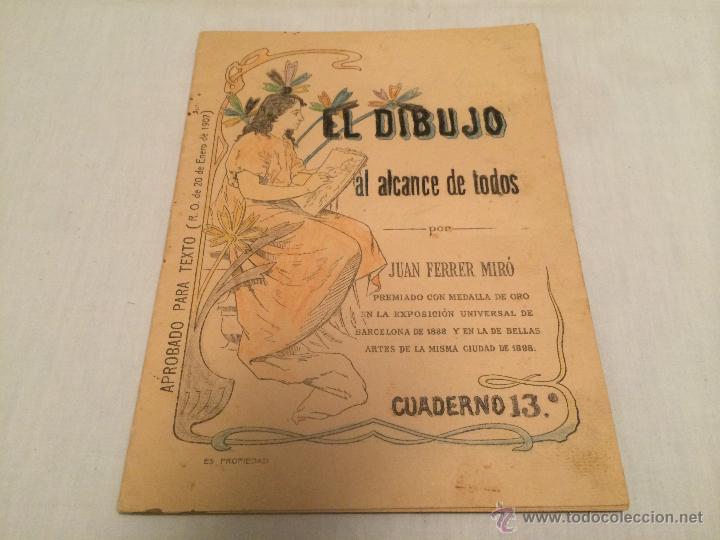 EL DIBUJO
al alcance de todos
por
JUAN FERRER MIRÓ
PREMIADO CON MEDALLA DE ORO
EN LA EXPOSICIÓN UNIVERSAL DE
BARCELONA DE 1888 Y EN LA DE BELLAS
ARTES DE LA MISMA CIUDAD DE 1898.
CUADERNO 13.º
APROBADO PARA TEXTO (R. O. de 20 de Enero de 1902)
ES PROPIEDAD
www.todocoleccion.net